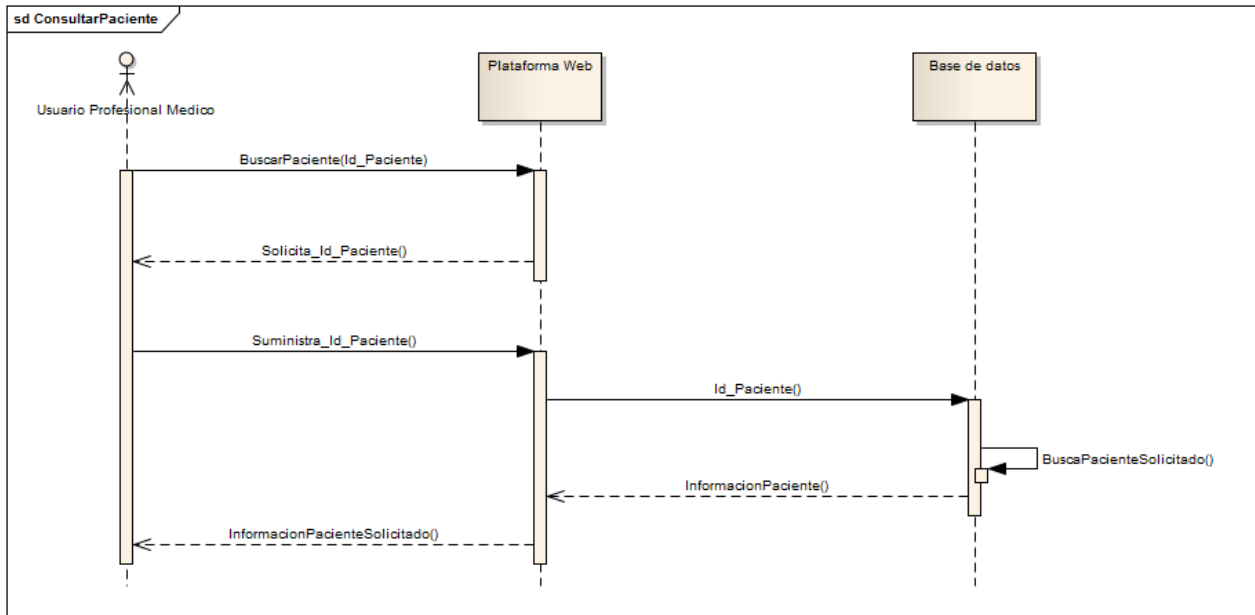 sd ConsultarPaciente
Usuario Profesional Medico
Plataforma Web
Base de datos
BuscarPaciente(Id_Paciente)
Solicita_Id_Paciente()
Suministra_Id_Paciente()
Id_Paciente()
BuscaPacienteSolicitado()
InformacionPaciente()
InformacionPacienteSolicitado()